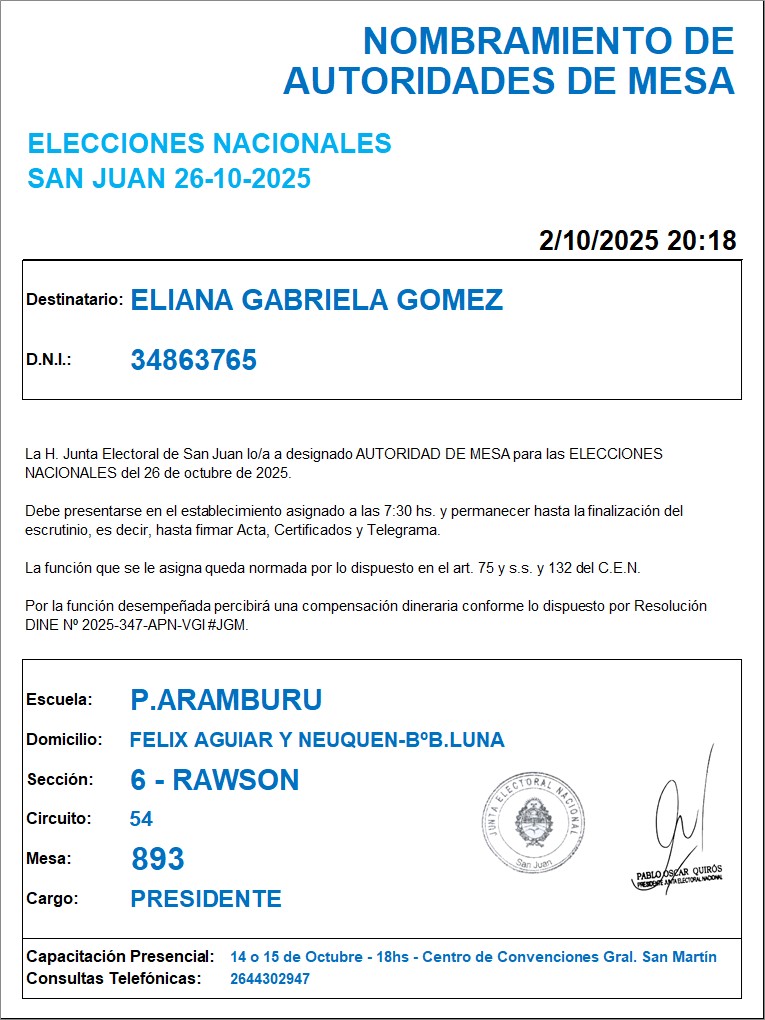 NOMBRAMIENTO DE
AUTORIDADES DE MESA
ELECCIONES NACIONALES
SAN JUAN 26-10-2025
2/10/2025 20:18
Destinatario: ELIANA GABRIELA GOMEZ
D.N.I.: 34863765
La H. Junta Electoral de San Juan lo/a a designado AUTORIDAD DE MESA para las ELECCIONES
NACIONALES del 26 de octubre de 2025.
Debe presentarse en el establecimiento asignado a las 7:30 hs. y permanecer hasta la finalización del
escrutinio, es decir, hasta firmar Acta, Certificados y Telegrama.
La función que se le asigna queda normada por lo dispuesto en el art. 75 y s.s. y 132 del C.E.N.
Por la función desempeñada percibirá una compensación dineraria conforme lo dispuesto por Resolución
DINE Nº 2025-347-APN-VGI#JGM.
Escuela: P.ARAMBURU
Domicilio: FELIX AGUIAR Y NEUQUEN-BºB.LUNA
Sección: 6 - RAWSON
Circuito: 54
Mesa: 893
Cargo: PRESIDENTE
JUNTA ELECTORAL NACIONAL
San Juan
PABLO OSCAR QUIRÓS
PRESIDENTE JUNTA ELECTORAL NACIONAL
Capacitación Presencial: 14 o 15 de Octubre - 18hs - Centro de Convenciones Gral. San Martín
Consultas Telefónicas: 2644302947